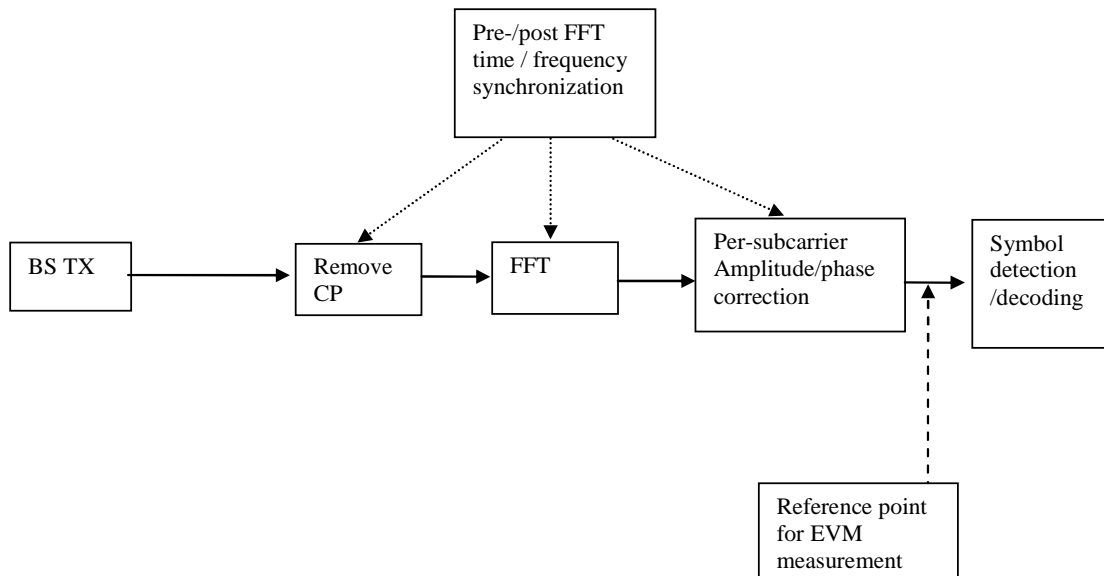 Pre-/post FFT
time / frequency
synchronization
BS TX
Remove
CP
FFT
Per-subcarrier
Amplitude/phase
correction
Symbol
detection
/decoding
Reference point
for EVM
measurement